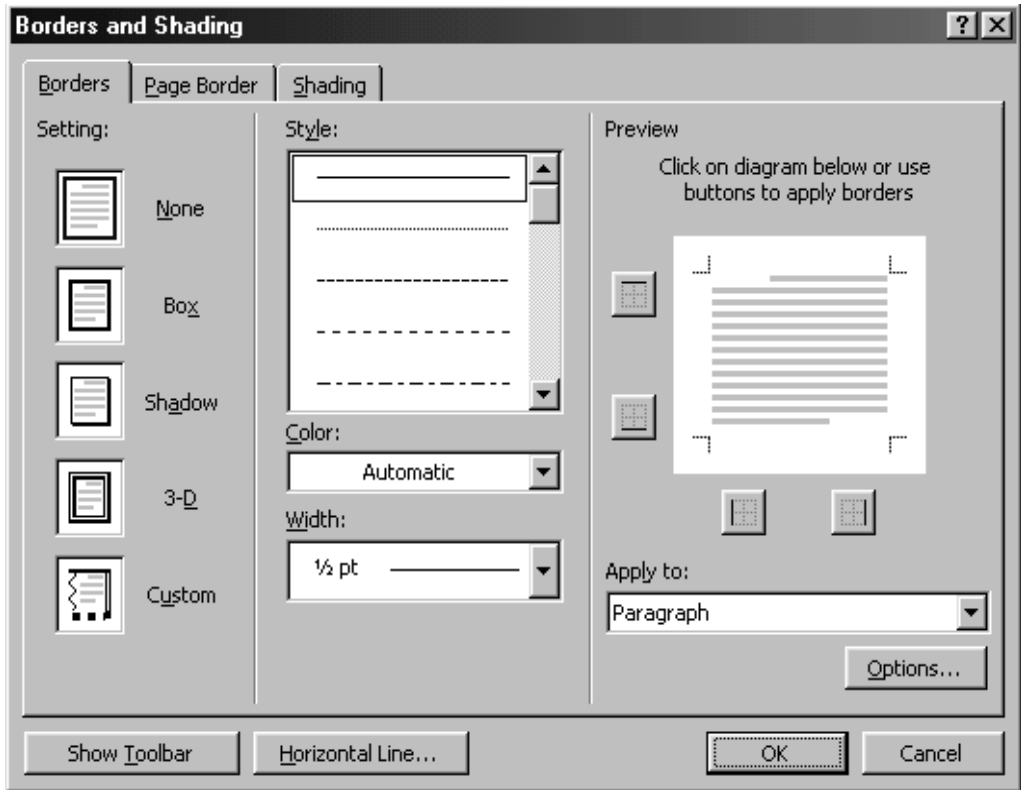 Borders and Shading
Borders
Page Border
Shading
Setting:
None
Box
Shadow
3-D
Custom
Style:
Color:
Automatic
Width:
½ pt
Preview
Click on diagram below or use
buttons to apply borders
Apply to:
Paragraph
Options...
Show Toolbar
Horizontal Line...
OK
Cancel